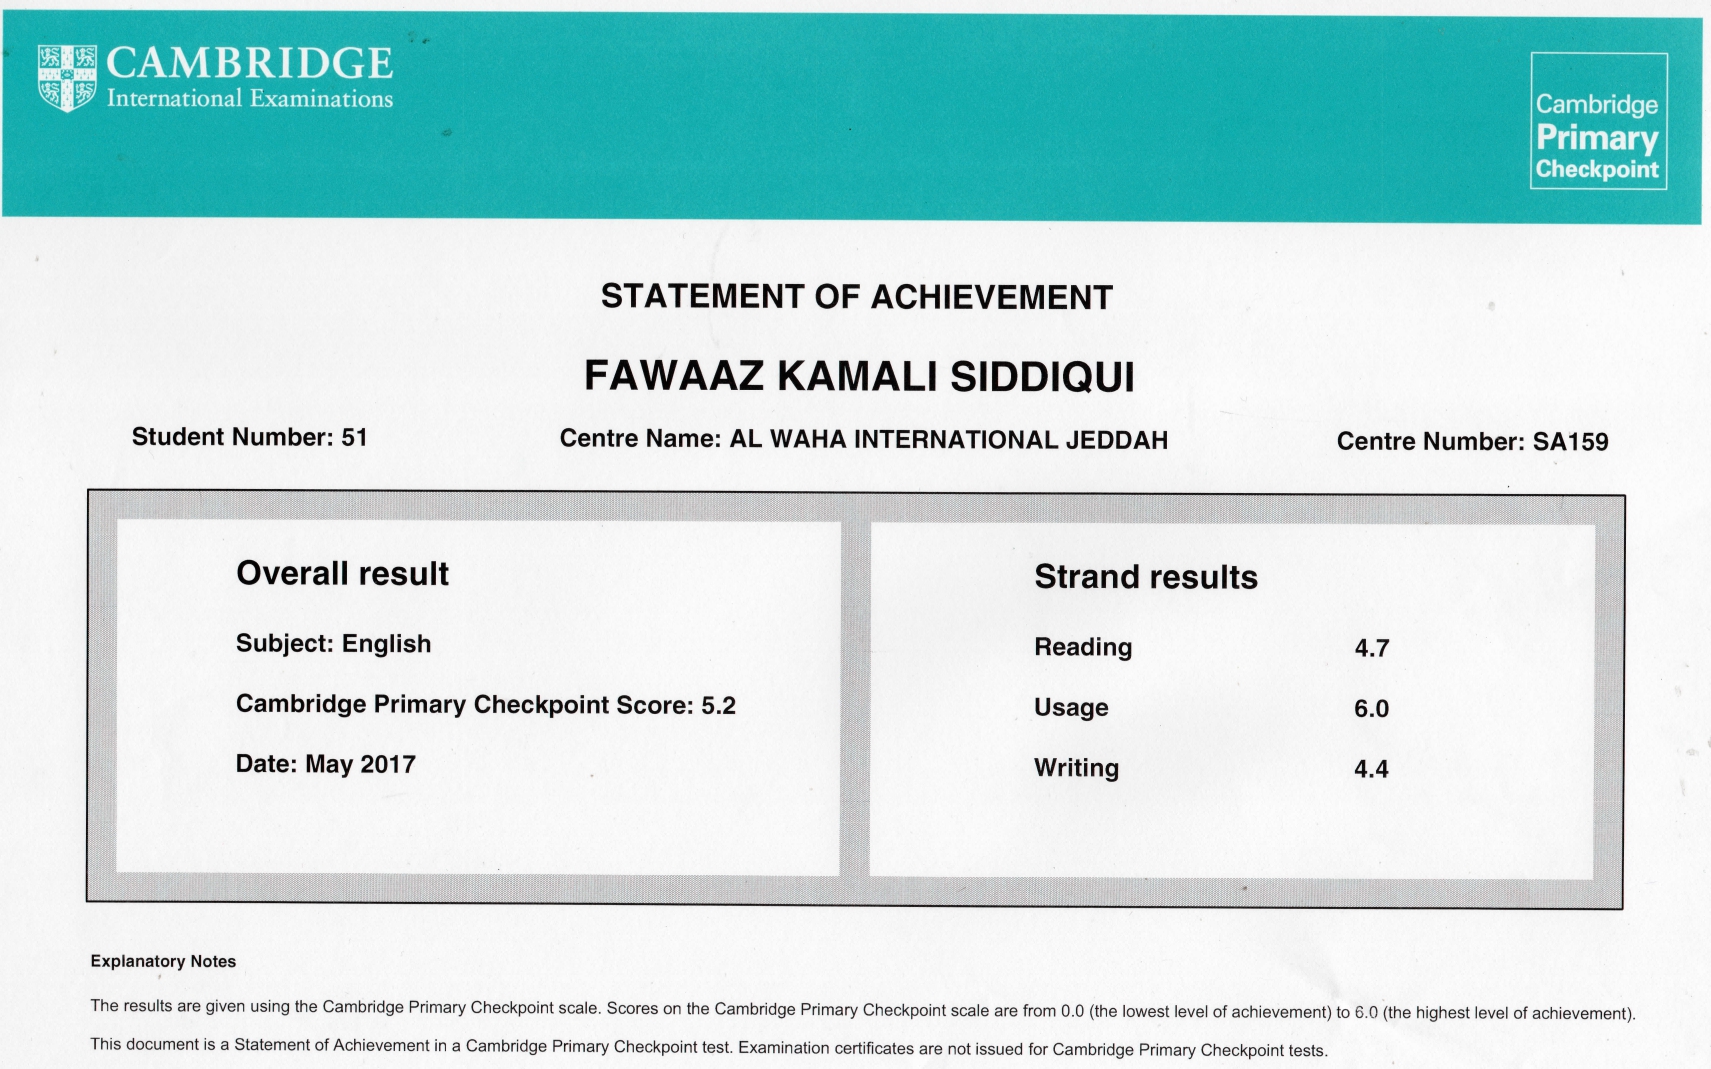 CAMBRIDGE
International Examinations
Cambridge
Primary
Checkpoint
STATEMENT OF ACHIEVEMENT
FAWAAZ KAMALI SIDDIQUI
Student Number: 51 Centre Name: AL WAHA INTERNATIONAL JEDDAH Centre Number: SA159
Overall result
Subject: English
Cambridge Primary Checkpoint Score: 5.2
Date: May 2017
Strand results
Reading 4.7
Usage 6.0
Writing 4.4
Explanatory Notes
The results are given using the Cambridge Primary Checkpoint scale. Scores on the Cambridge Primary Checkpoint scale are from 0.0 (the lowest level of achievement) to 6.0 (the highest level of achievement).
This document is a Statement of Achievement in a Cambridge Primary Checkpoint test. Examination certificates are not issued for Cambridge Primary Checkpoint tests.